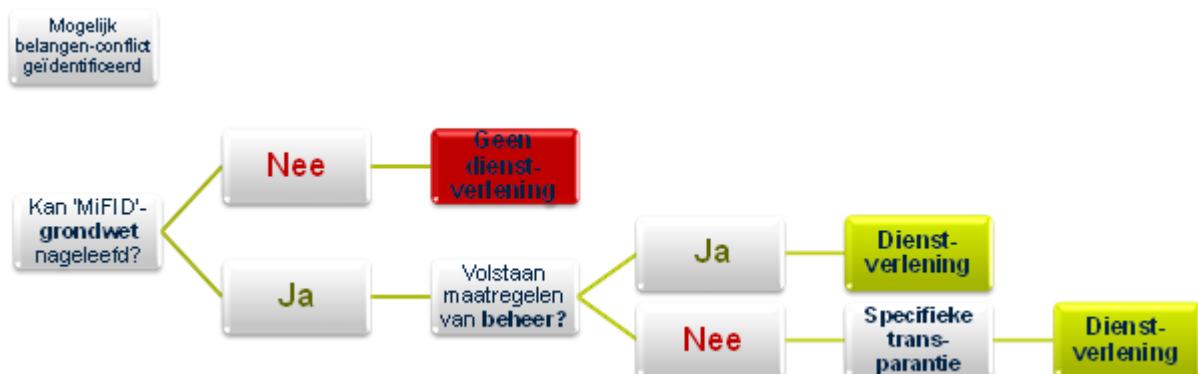 Mogelijk
belangen-conflict
geïdentificeerd
Nee
Geen
dienst-
verlening
Kan 'MiFID'-
grondwet
nageleefd?
Ja
Volstaan
maatregelen
van beheer?
Ja
Dienst-
verlening
Nee
Specifieke
trans-
parantie
Dienst-
verlening